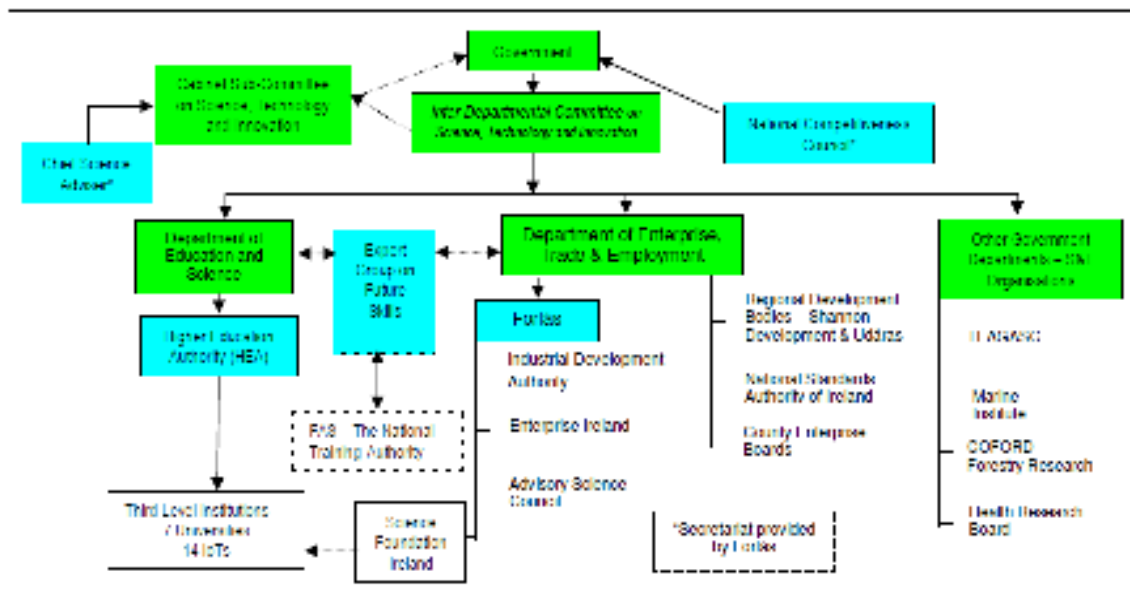 Government
Cabinet Sub-Committee
on Science, Technology
and Innovation
Inter Departmental Committee on
Science, Technology and Innovation
National Competitiveness
Council*
Chief Science
Adviser*
Department of
Education and
Science
Expert
Group on
Future
Skills
Department of Enterprise,
Trade & Employment
Other Government
Departments – S&T
Organisations
Higher Education
Authority (HEA)
Forfás
Regional Development
Bodies – Shannon
Development & Udaras
Industrial Development
Authority
TEAGASC
National Standards
Authority of Ireland
Marine
Institute
FAS – The National
Training Authority
Enterprise Ireland
County Enterprise
Boards
COFORD
Forestry Research
Advisory Science
Council
Third Level Institutions
7 Universities
14 IoTs
Science
Foundation
Ireland
*Secretariat provided
by Forfás
Health Research
Board